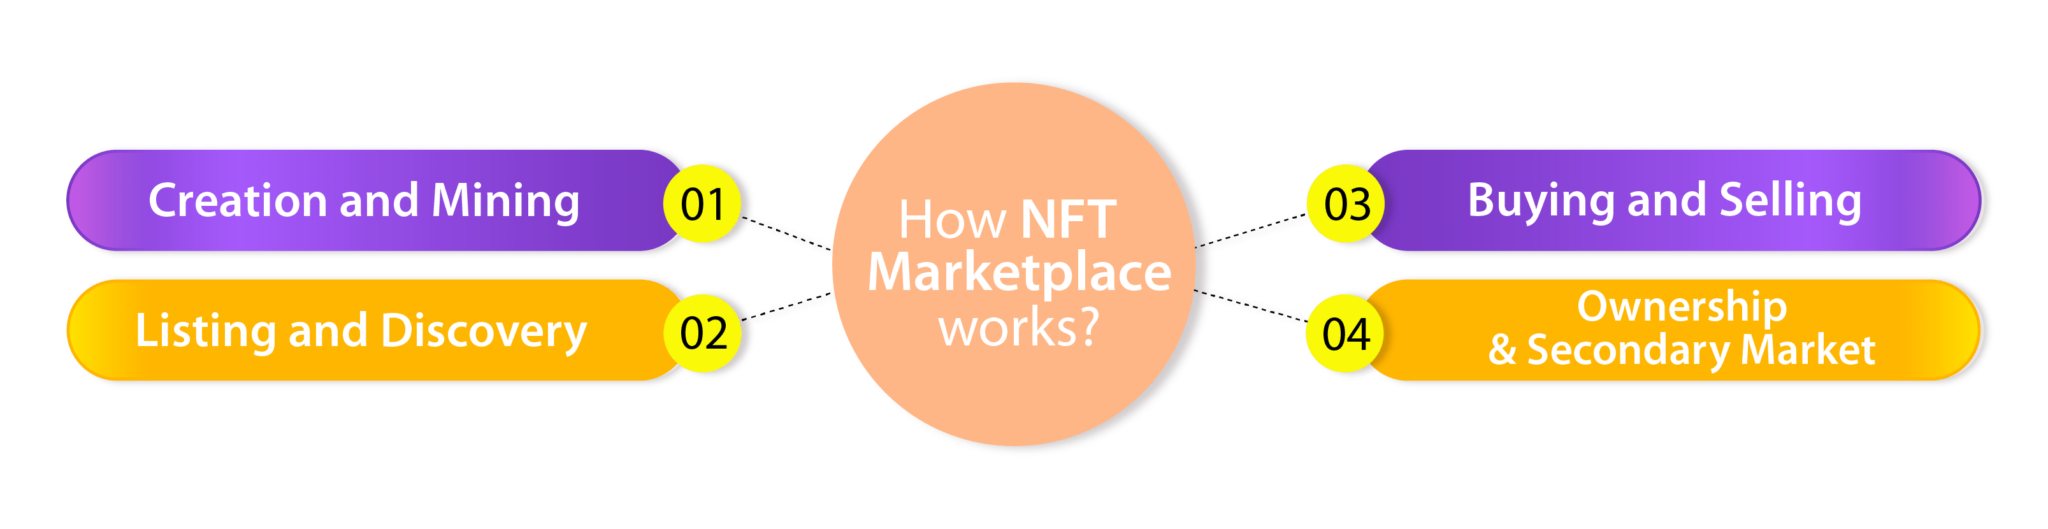 Creation and Mining
01
Listing and Discovery
02
How NFT
Marketplace
works?
03
Buying and Selling
04
Ownership
& Secondary Market